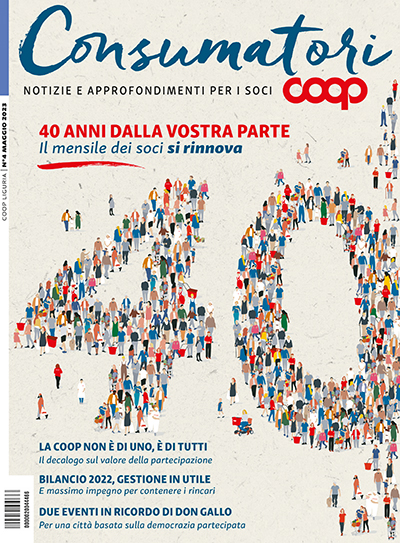 Consumatori
NOTIZIE E APPROFONDIMENTI PER I SOCI
coop
COOP LIGURIA | N°4 MAGGIO 2023
40 ANNI DALLA VOSTRA PARTE
Il mensile dei soci si rinnova
40
LA COOP NON È DI UNO, È DI TUTTI
Il decalogo sul valore della partecipazione
BILANCIO 2022, GESTIONE IN UTILE
E massimo impegno per contenere i rincari
DUE EVENTI IN RICORDO DI DON GALLO
Per una città basata sulla democrazia partecipata